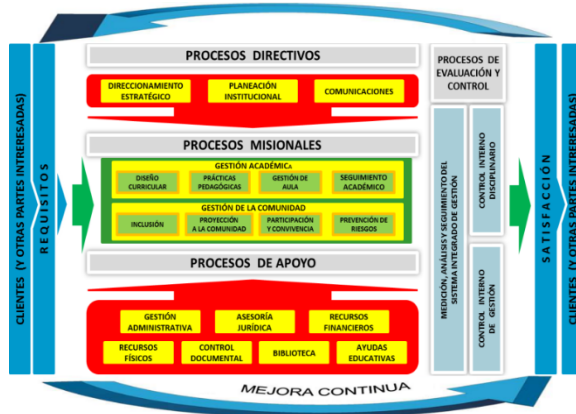 CLIENTES (Y OTRAS PARTES INTRERESADAS)
REQUISITOS
PROCESOS DIRECTIVOS
DIRECCIONAMIENTO
ESTRATÉGICO
PLANEACIÓN
INSTITUCIONAL
COMUNICACIONES
PROCESOS MISIONALES
GESTIÓN ACADÉMICA
DISEÑO
CURRICULAR
PRÁCTICAS
PEDAGÓGICAS
GESTIÓN DE
AULA
SEGUIMIENTO
ACADÉMICO
GESTIÓN DE LA COMUNIDAD
INCLUSIÓN
PROYECCIÓN
A LA COMUNIDAD
PARTICIPACIÓN
Y CONVIVENCIA
PREVENCIÓN DE
RIESGOS
PROCESOS DE APOYO
GESTIÓN
ADMINISTRATIVA
ASESORÍA
JURÍDICA
RECURSOS
FINANCIEROS
RECURSOS
FÍSICOS
CONTROL
DOCUMENTAL
BIBLIOTECA
AYUDAS
EDUCATIVAS
PROCESOS DE
EVALUACIÓN Y
CONTROL
MEDICIÓN, ANÁLISIS Y SEGUIMIENTO DEL
SISTEMA INTEGRADO DE GESTIÓN
CONTROL INTERNO
DISCIPLINARIO
CONTROL INTERNO
DE GESTIÓN
SATISFACCIÓN
CLIENTES (Y OTRAS PARTES INTRERESADAS)
MEJORA CONTINUA